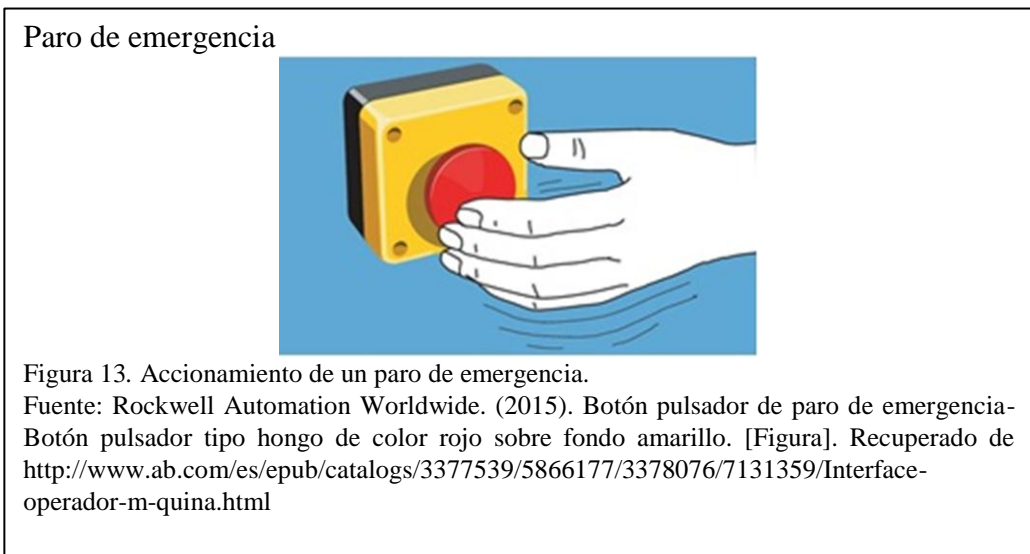 Paro de emergencia
Figura 13. Accionamiento de un paro de emergencia.
Fuente: Rockwell Automation Worldwide. (2015). Botón pulsador de paro de emergencia-
Botón pulsador tipo hongo de color rojo sobre fondo amarillo. [Figura]. Recuperado de
http://www.ab.com/es/epub/catalogs/3377539/5866177/3378076/7131359/Interface-
operador-m-quina.html